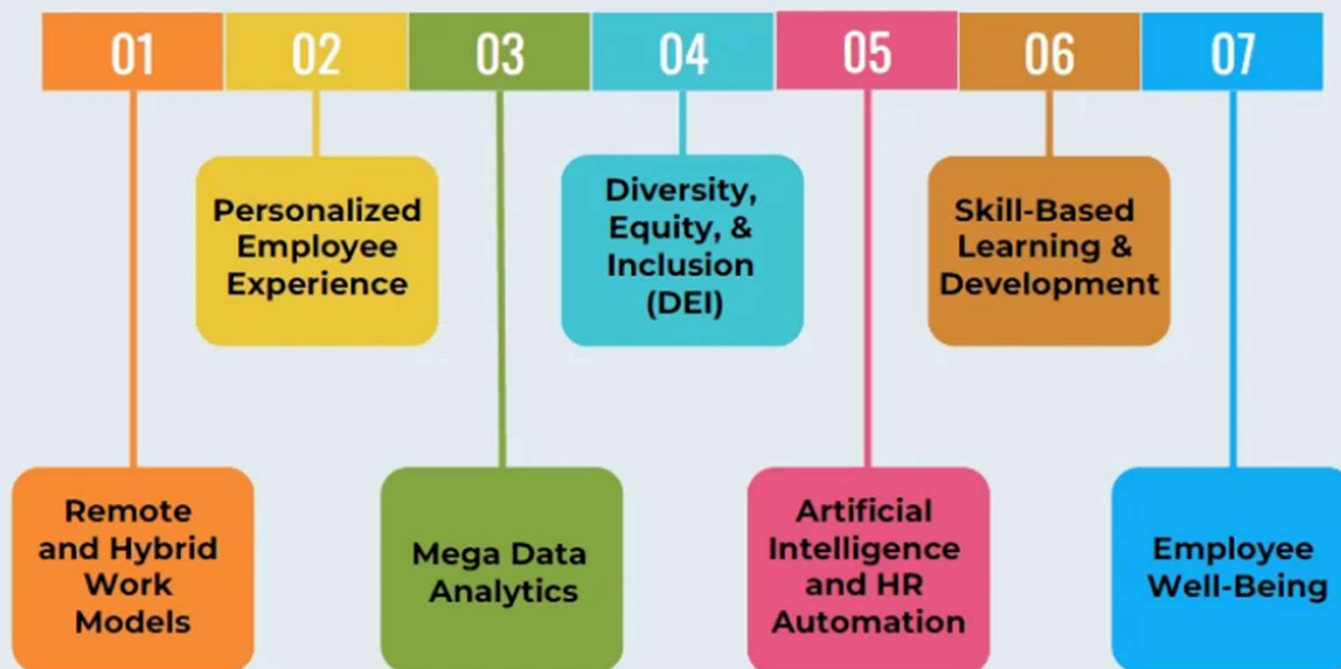 01 02 03 04 05 06 07
Personalized
Employee
Experience
Diversity,
Equity, &
Inclusion
(DEI)
Skill-Based
Learning &
Development
Remote
and Hybrid
Work
Models
Mega Data
Analytics
Artificial
Intelligence
and HR
Automation
Employee
Well-Being